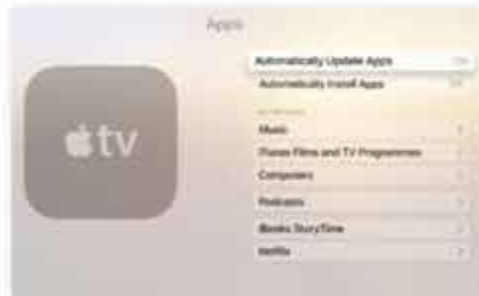 Apps
tv
Automatically Update Apps
Automatically Install Apps
Music
iTunes Films and TV Programmes
Computers
Podcasts
iBooks StoryTime
Netflix